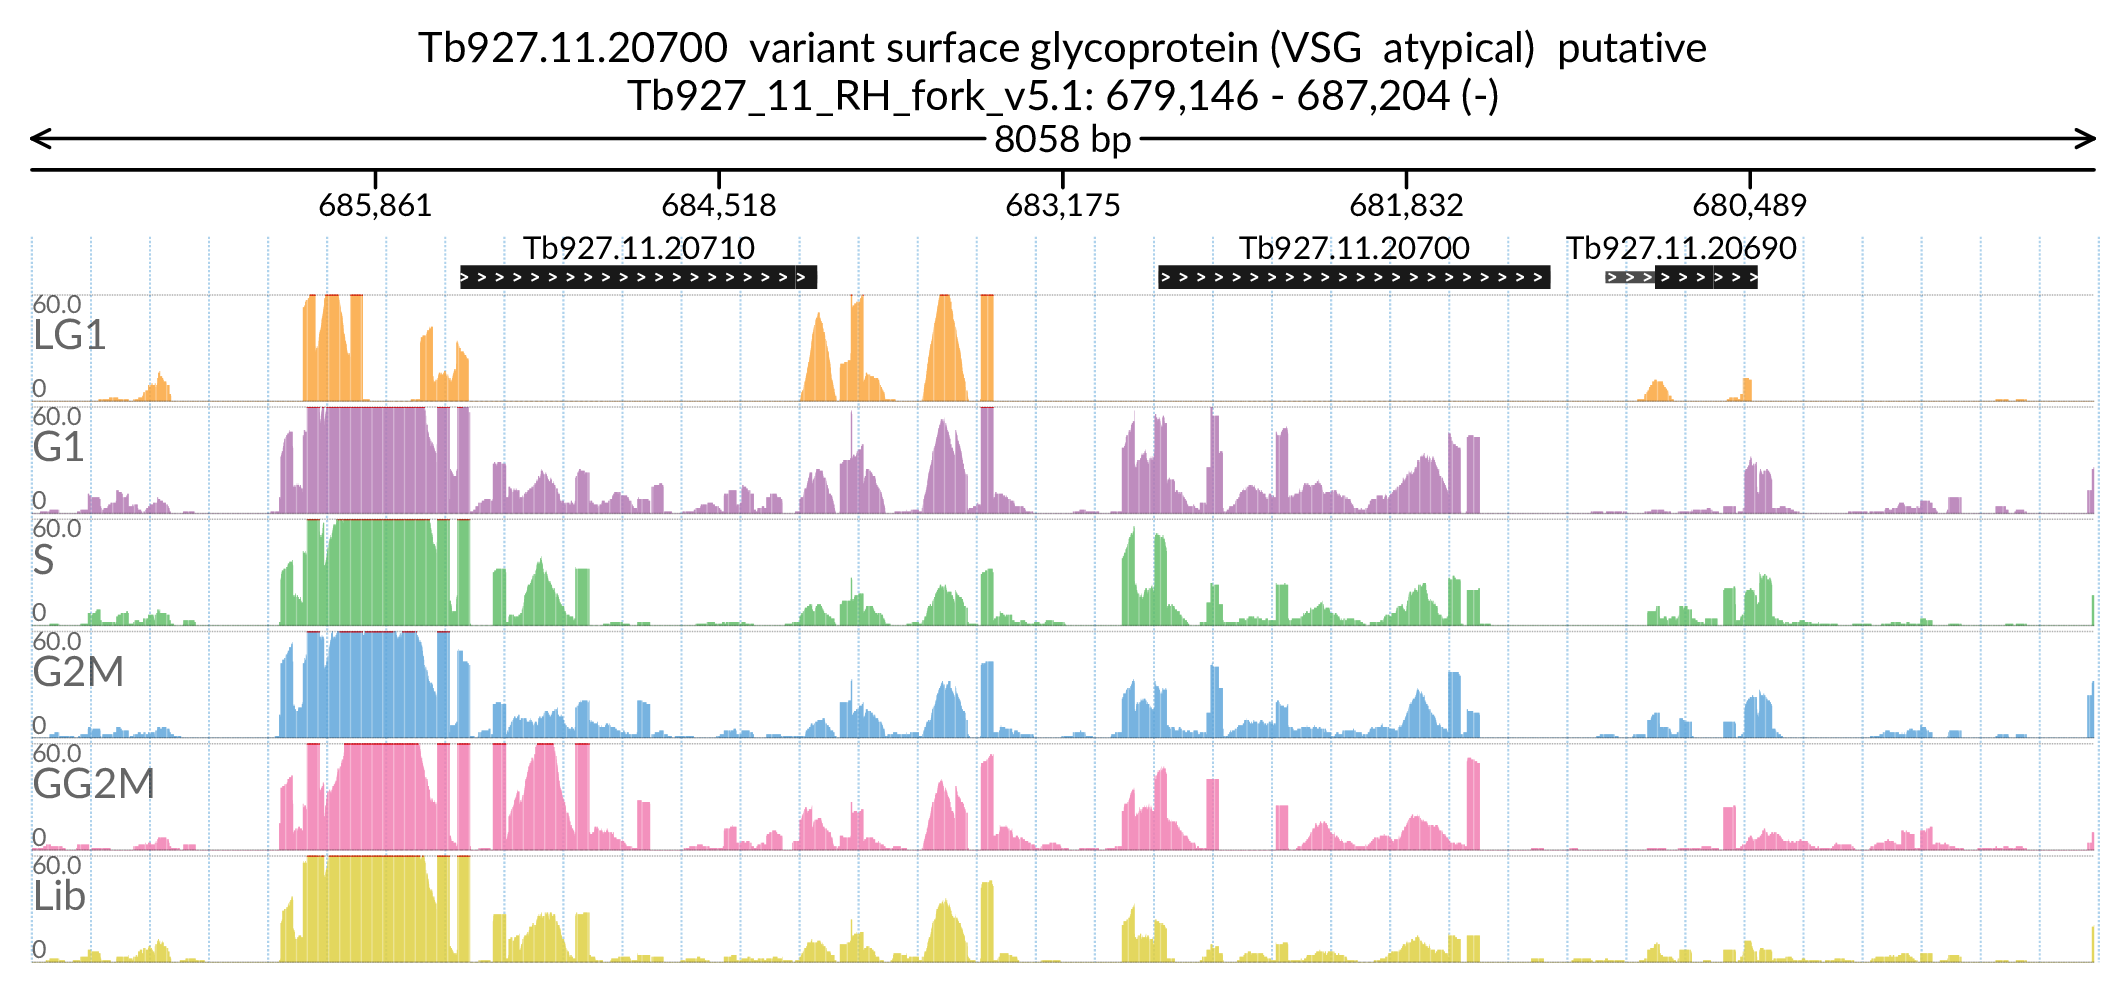 Tb927.11.20700 variant surface glycoprotein (VSG atypical) putative
Tb927_11_RH_fork_v5.1: 679,146 - 687,204 (-)
8058 bp
685,861 684,518 683,175 681,832 680,489
Tb927.11.20710 Tb927.11.20700 Tb927.11.20690
60.0
LG1
0
60.0
G1
0
60.0
S
0
60.0
G2M
0
60.0
GG2M
0
60.0
Lib
0